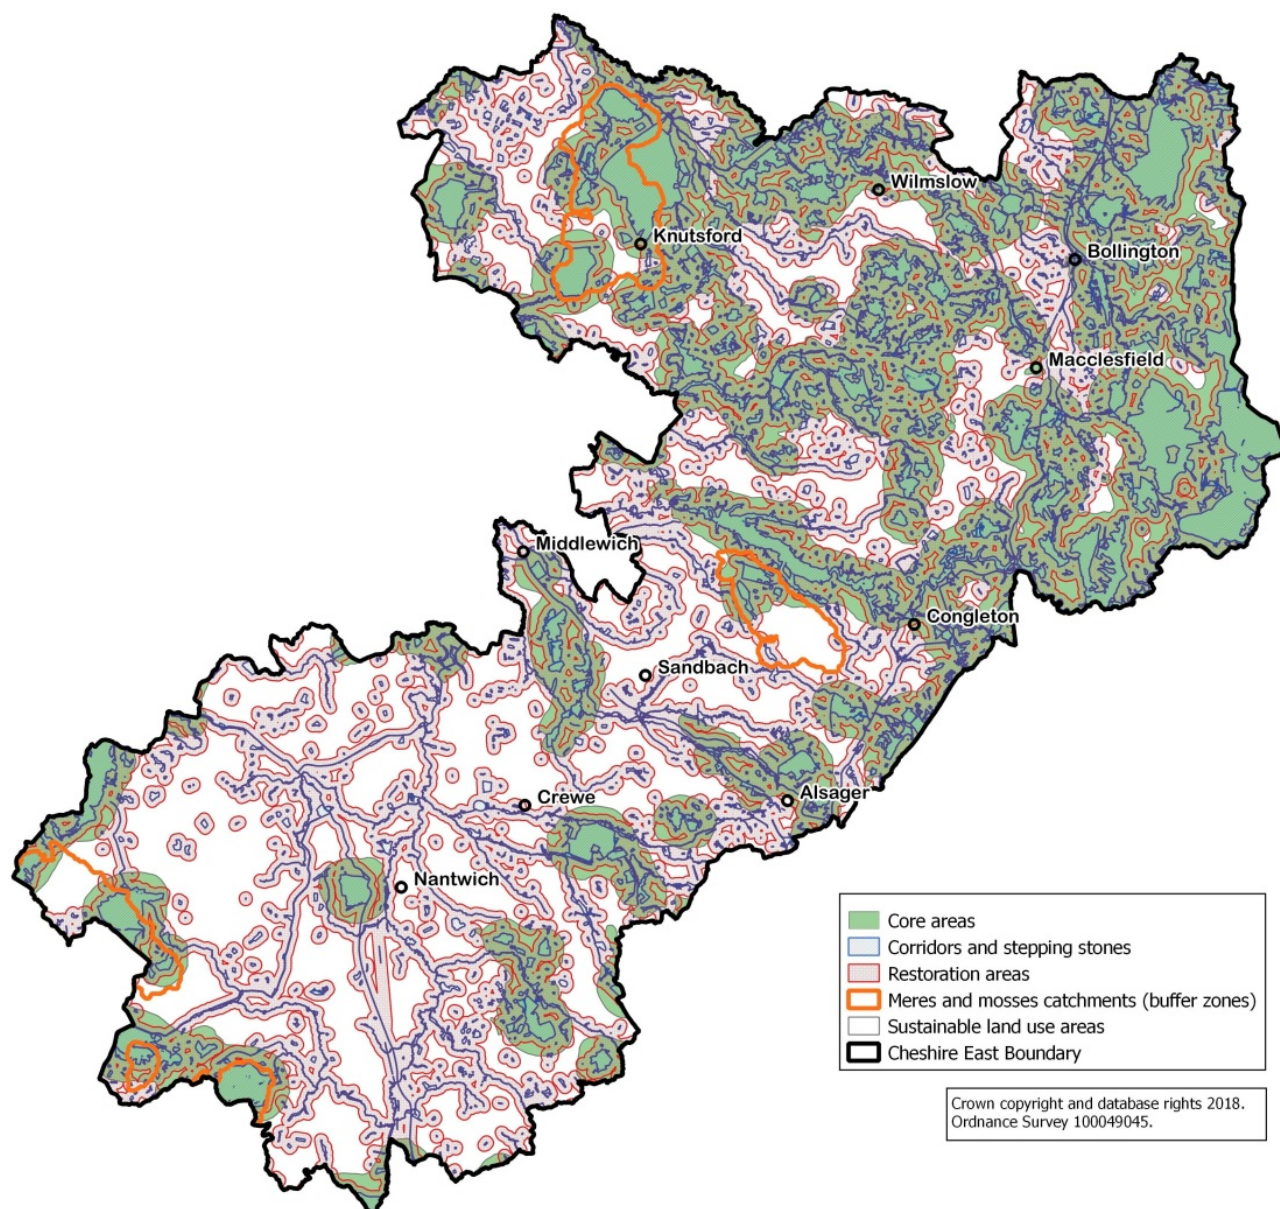 Wilmslow
Knutsford
Bollington
Macclesfield
Middlewich
Congleton
Sandbach
Crewe
Alsager
Nantwich
Core areas
Corridors and stepping stones
Restoration areas
Meres and mosses catchments (buffer zones)
Sustainable land use areas
Cheshire East Boundary
Crown copyright and database rights 2018.
Ordnance Survey 100049045.